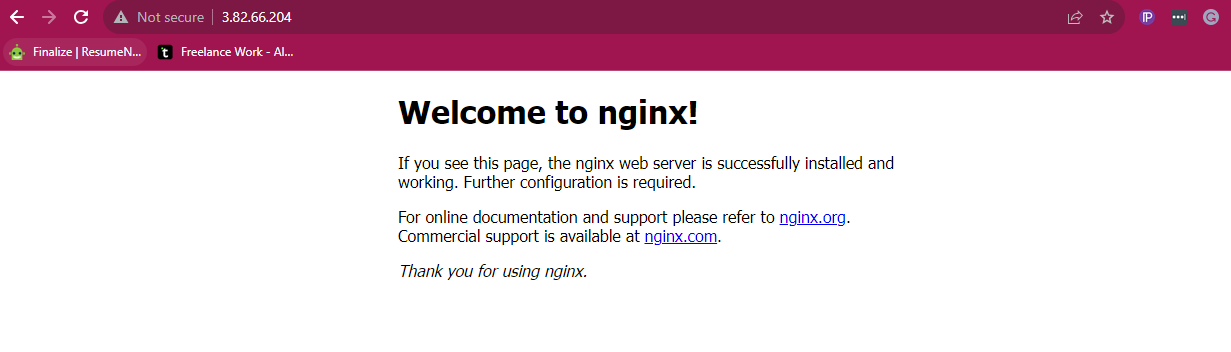 Not secure | 3.82.66.204
Finalize | ResumeN... Freelance Work - AI...
Welcome to nginx!
If you see this page, the nginx web server is successfully installed and
working. Further configuration is required.
For online documentation and support please refer to nginx.org.
Commercial support is available at nginx.com.
Thank you for using nginx.